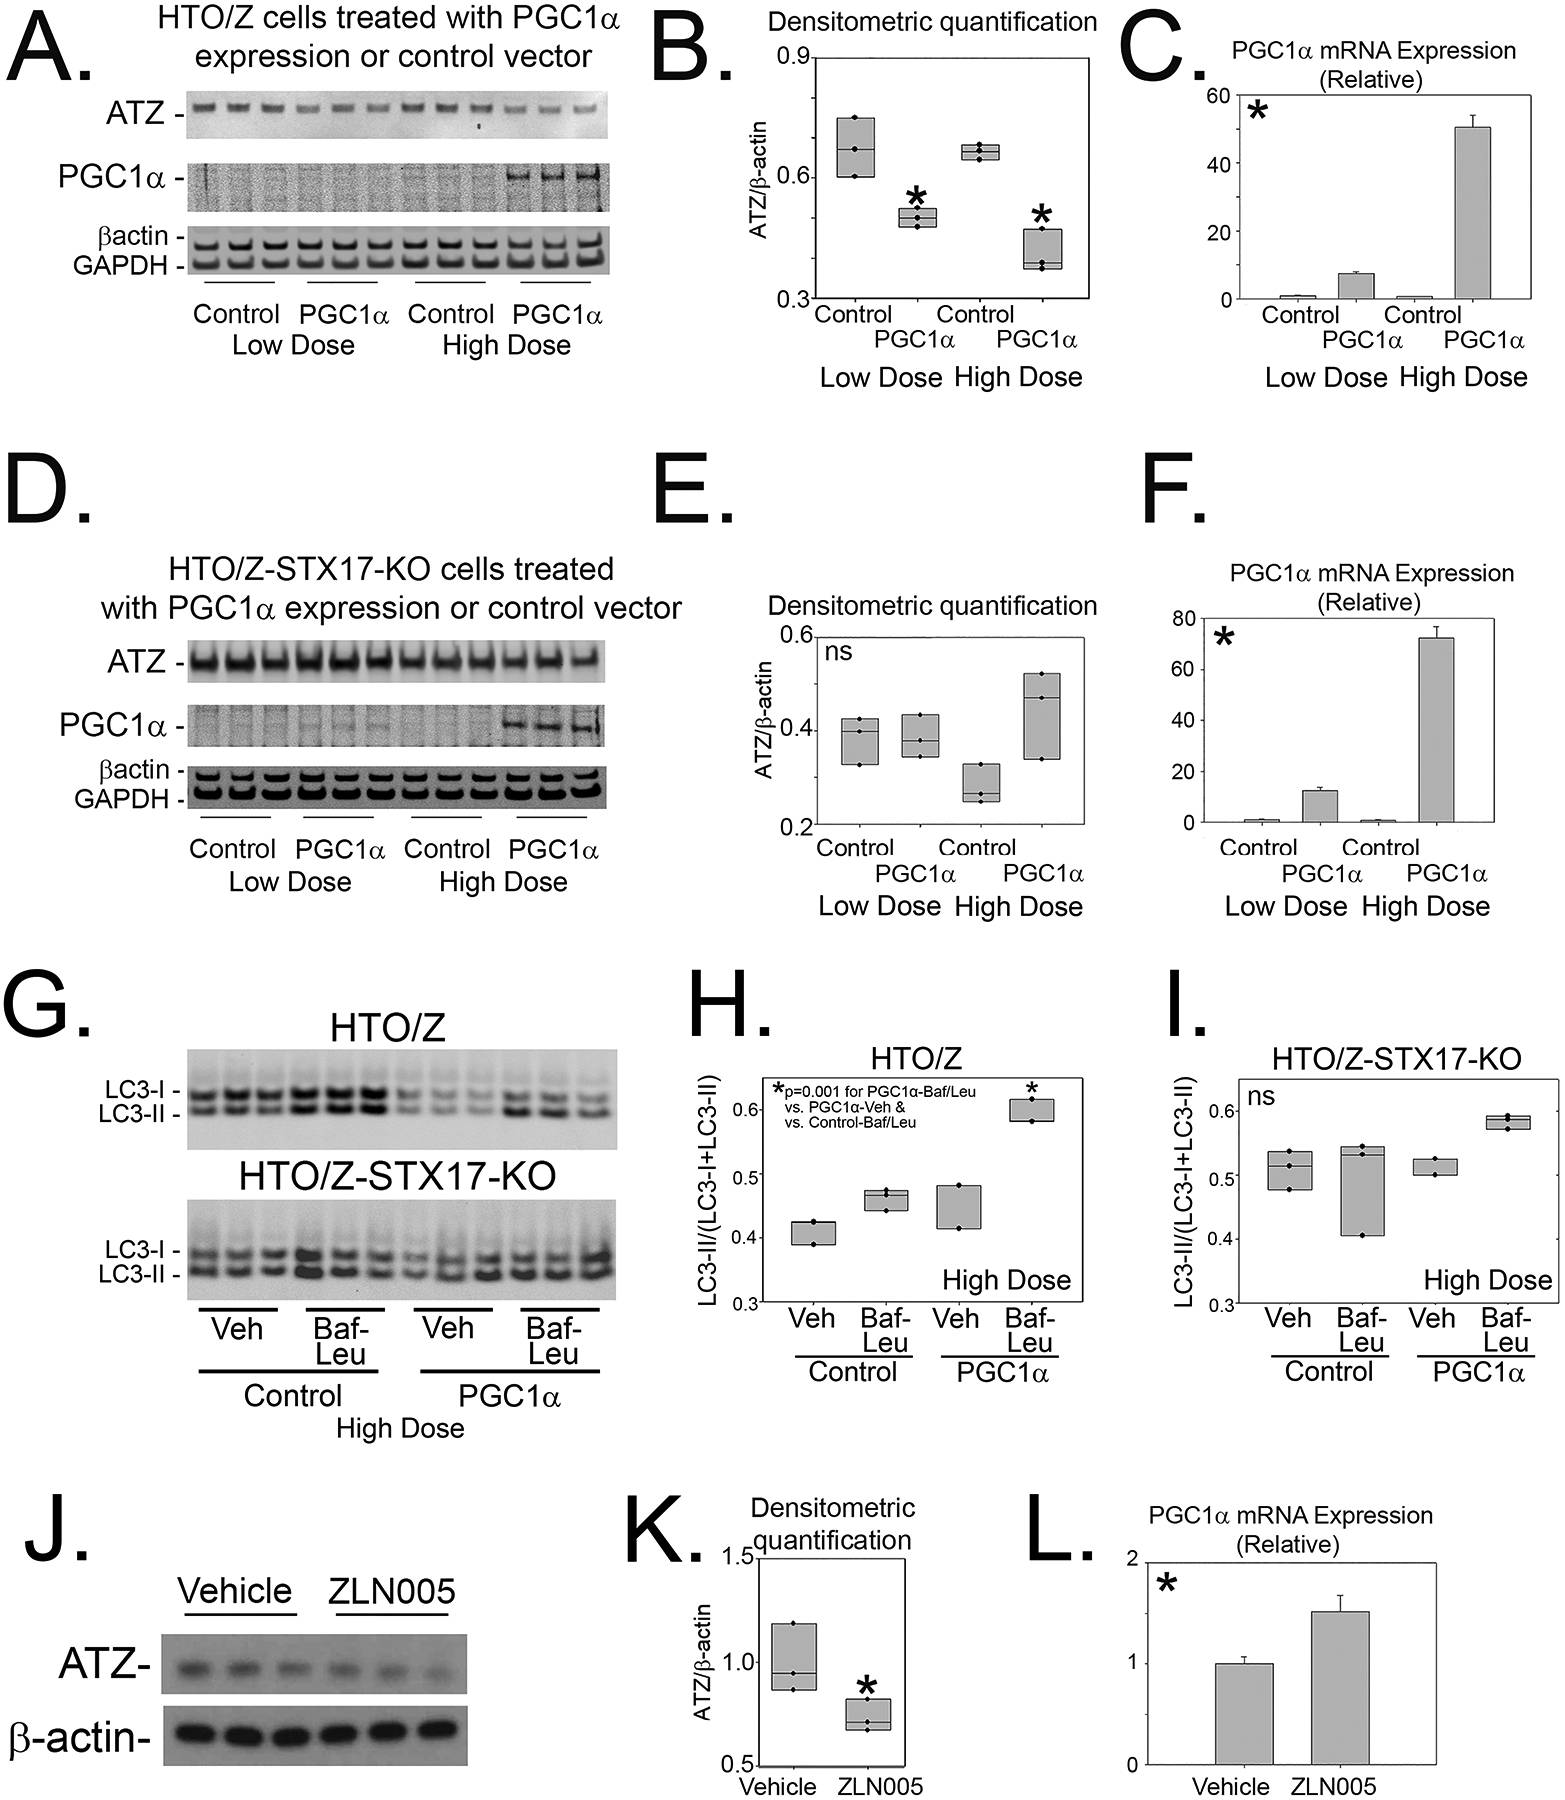 A.
HTO/Z cells treated with PGC1α
expression or control vector
ATZ -
PGC1α -
βactin -
GAPDH -
Control PGC1α Control PGC1α
Low Dose High Dose
B.
Densitometric quantification
ATZ/β-actin
0.9
0.6
0.3
*
*
Control Control
PGC1α PGC1α
Low Dose High Dose
C.
PGC1α mRNA Expression
(Relative)
*
60
40
20
0
Control Control
PGC1α PGC1α
Low Dose High Dose
D.
HTO/Z-STX17-KO cells treated
with PGC1α expression or control vector
ATZ -
PGC1α -
βactin -
GAPDH -
Control PGC1α Control PGC1α
Low Dose High Dose
E.
Densitometric quantification
ATZ/β-actin
ns
0.6
0.4
0.2
Control Control
PGC1α PGC1α
Low Dose High Dose
F.
PGC1α mRNA Expression
(Relative)
*
80
60
40
20
0
Control Control
PGC1α PGC1α
Low Dose High Dose
G.
HTO/Z
LC3-I -
LC3-II -
HTO/Z-STX17-KO
LC3-I -
LC3-II -
Veh Baf- Veh Baf-
Leu Leu
Control PGC1α
High Dose
H.
HTO/Z
LC3-II/(LC3-I+LC3-II)
*p=0.001 for PGC1α-Baf/Leu
vs. PGC1α-Veh &
vs. Control-Baf/Leu
*
0.6
0.5
0.4
0.3
High Dose
Veh Baf- Veh Baf-
Leu Leu
Control PGC1α
I.
HTO/Z-STX17-KO
LC3-II/(LC3-I+LC3-II)
ns
0.6
0.5
0.4
0.3
High Dose
Veh Baf- Veh Baf-
Leu Leu
Control PGC1α
J.
Vehicle ZLN005
ATZ-
β-actin-
K.
Densitometric
quantification
ATZ/β-actin
1.5
1.0
0.5
*
Vehicle ZLN005
L.
PGC1α mRNA Expression
(Relative)
*
2
1
0
Vehicle ZLN005